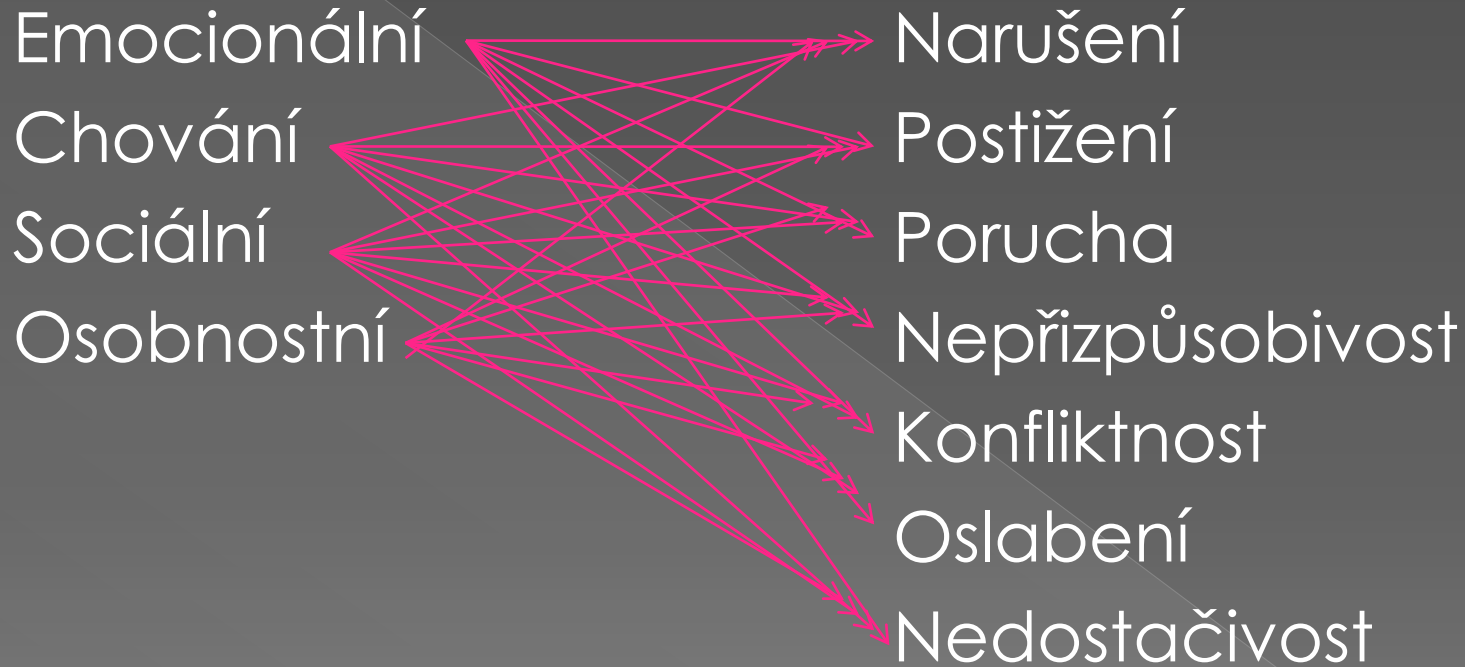 Emocionální
Chování
Sociální
Osobnostní
Narušení
Postižení
Porucha
Nepřizpůsobivost
Konfliktnost
Oslabení
Nedostačivost